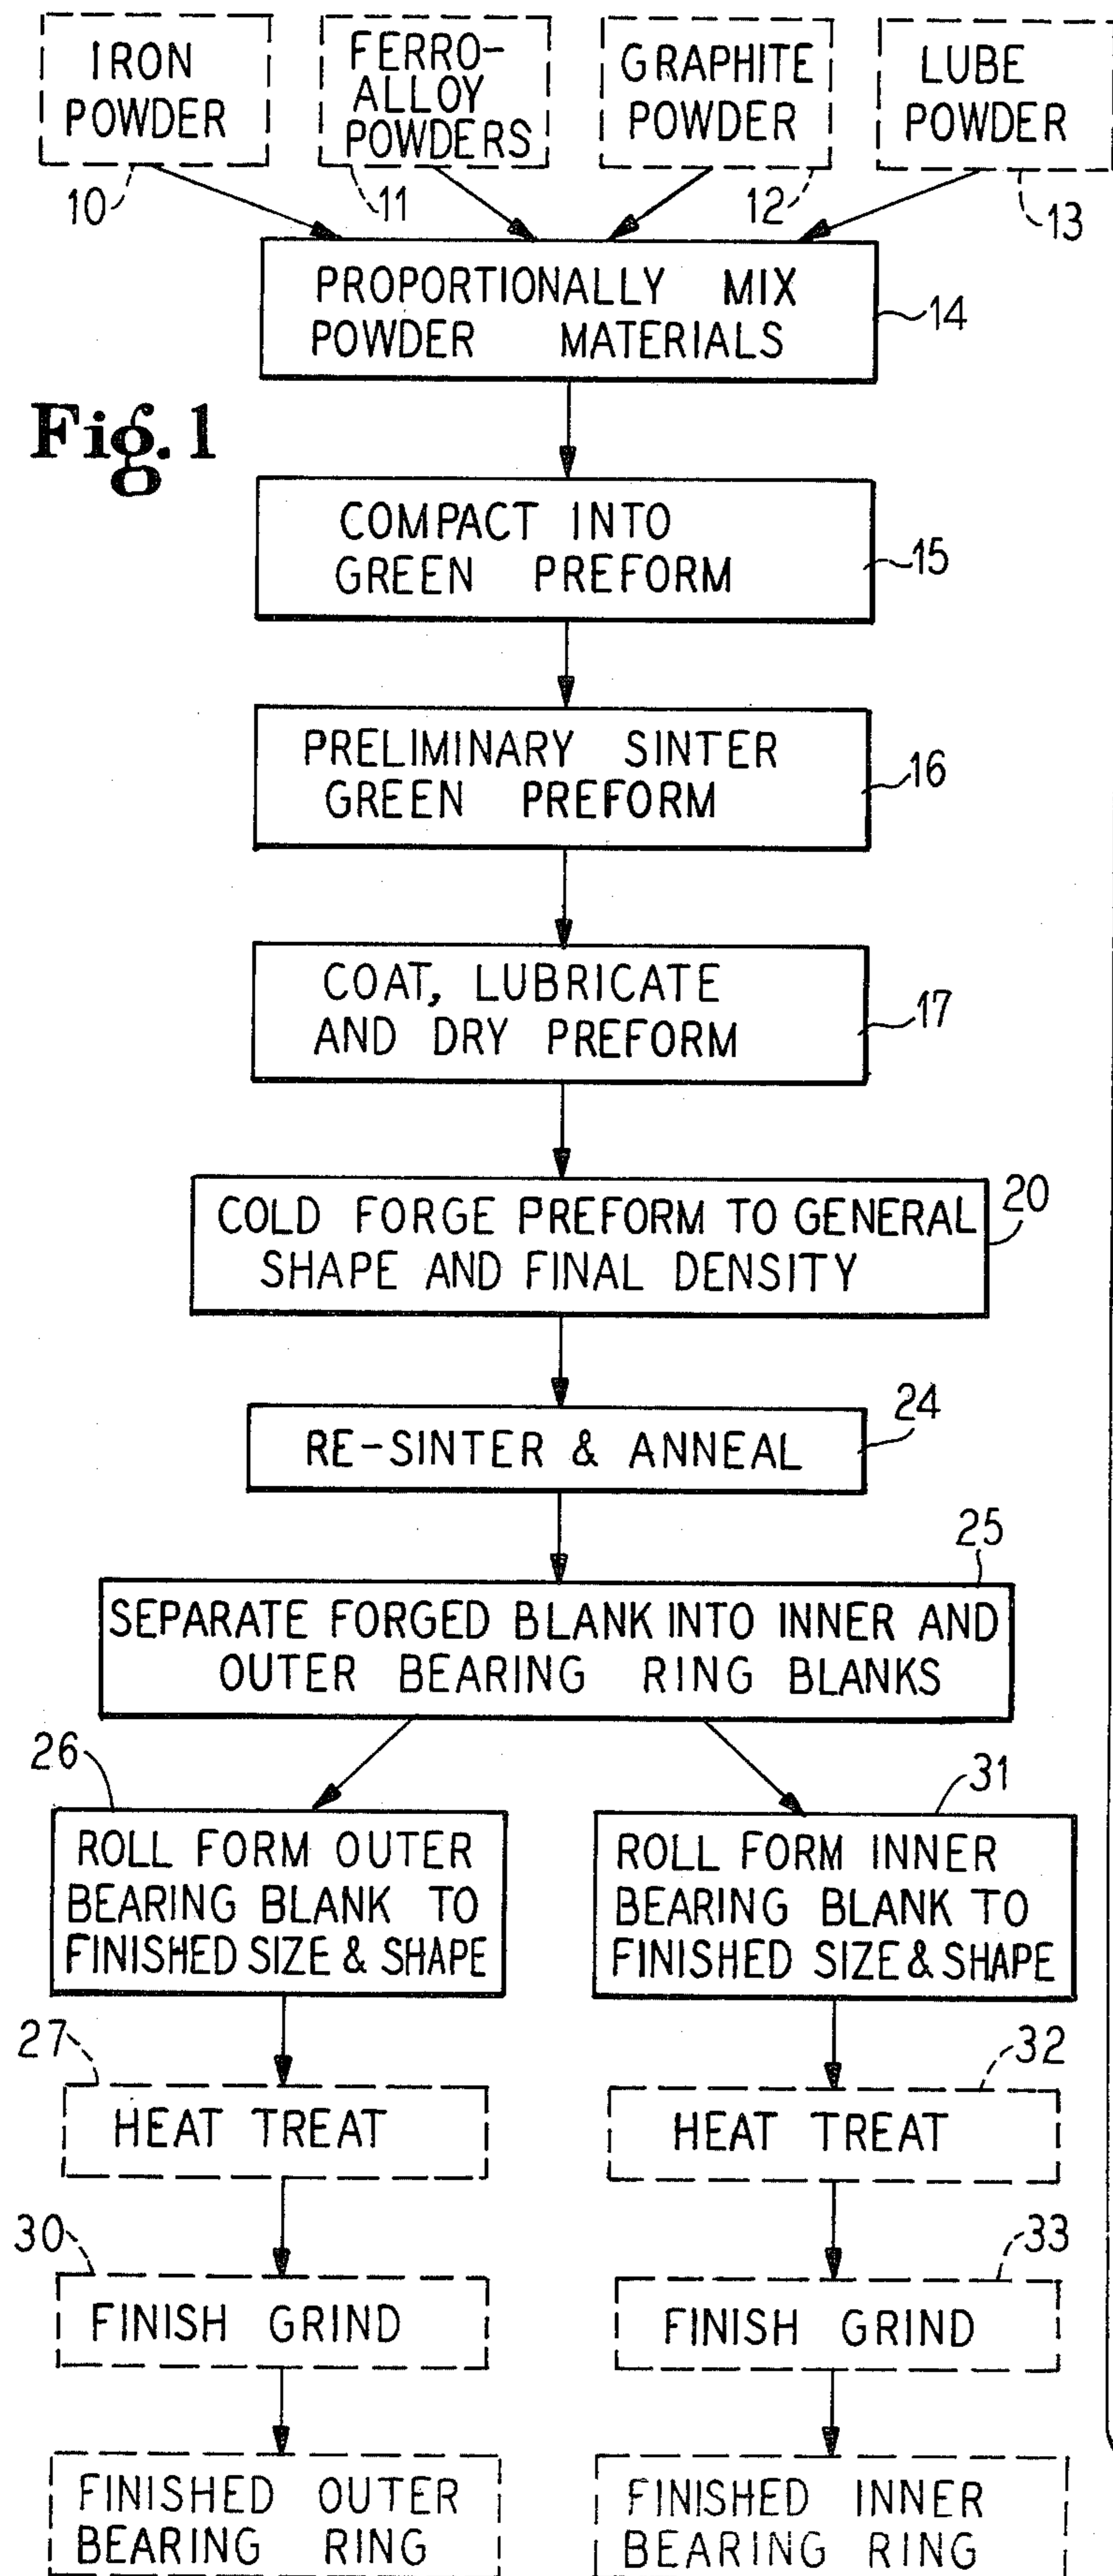 IRON
POWDER
10
FERRO-
ALLOY
POWDERS
11
GRAPHITE
POWDER
12
LUBE
POWDER
13
PROPORTIONALLY MIX
POWDER MATERIALS
14
Fig. 1
COMPACT INTO
GREEN PREFORM
15
PRELIMINARY SINTER
GREEN PREFORM
16
COAT, LUBRICATE
AND DRY PREFORM
17
COLD FORGE PREFORM TO GENERAL
SHAPE AND FINAL DENSITY
20
RE-SINTER & ANNEAL
24
25
SEPARATE FORGED BLANK INTO INNER AND
OUTER BEARING RING BLANKS
26
ROLL FORM OUTER
BEARING BLANK TO
FINISHED SIZE & SHAPE
31
ROLL FORM INNER
BEARING BLANK TO
FINISHED SIZE & SHAPE
27
HEAT TREAT
32
HEAT TREAT
30
FINISH GRIND
33
FINISH GRIND
FINISHED OUTER
BEARING RING
FINISHED INNER
BEARING RING